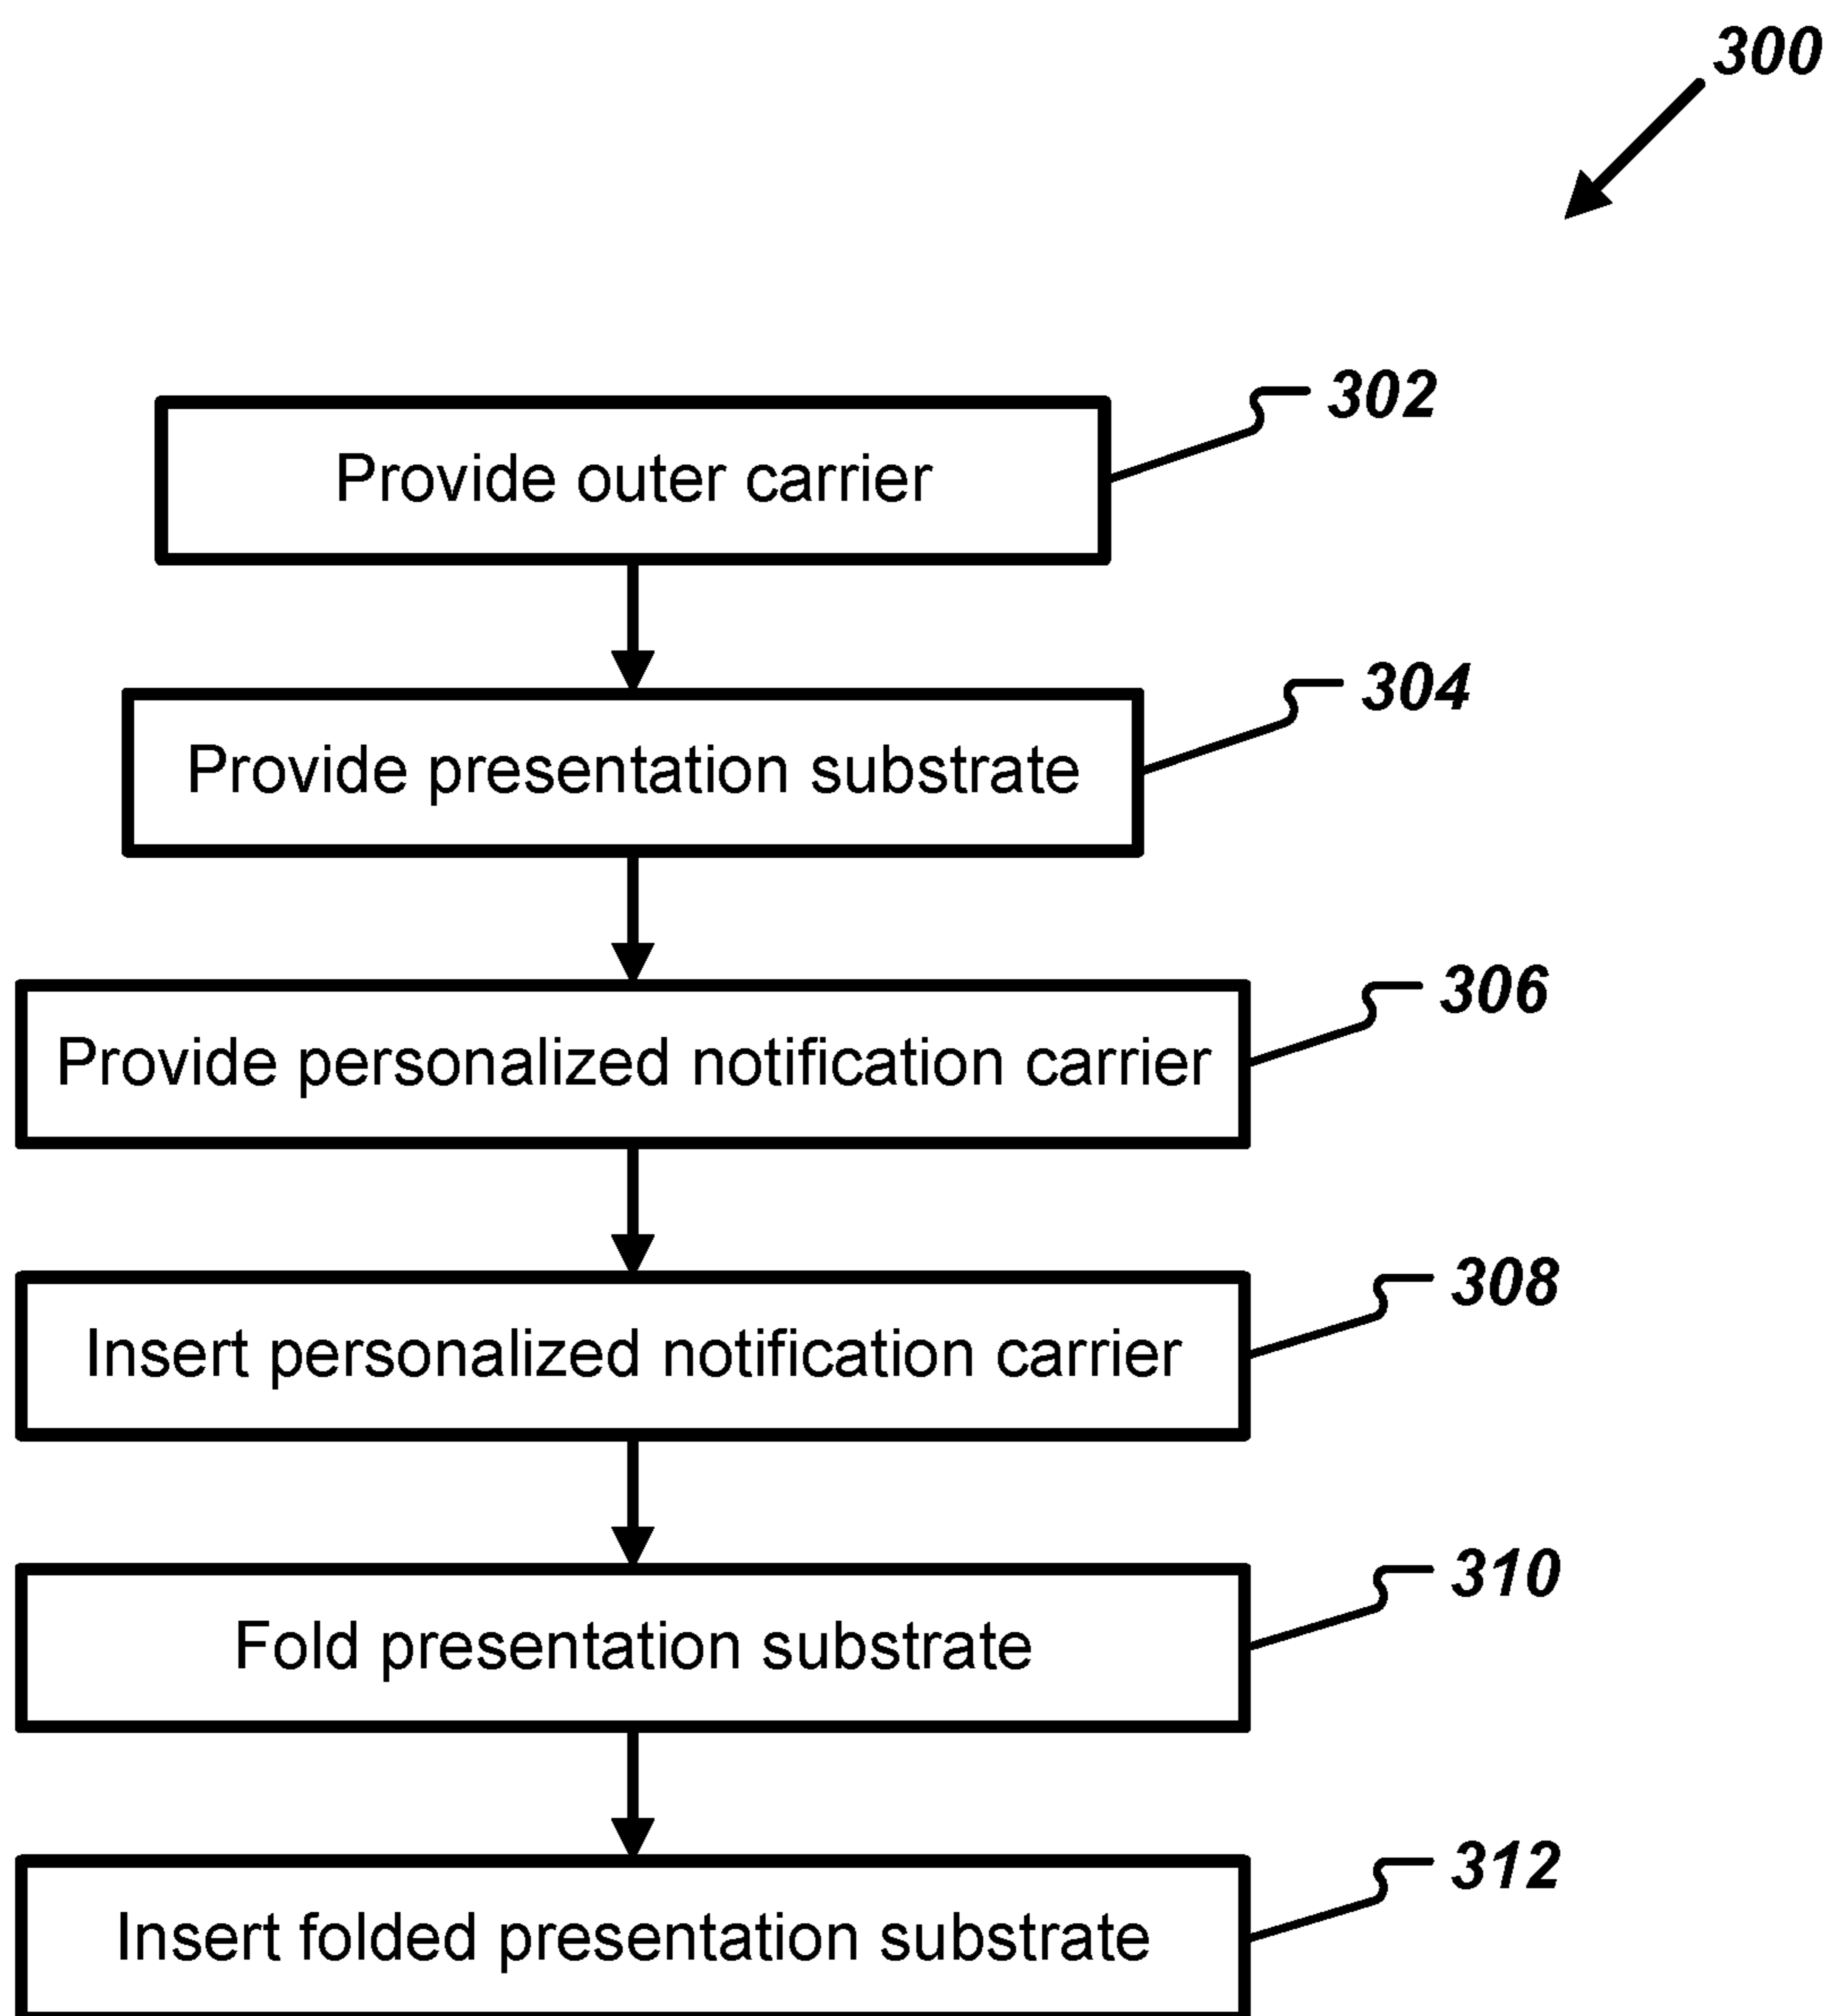 300
302
Provide outer carrier
304
Provide presentation substrate
306
Provide personalized notification carrier
308
Insert personalized notification carrier
310
Fold presentation substrate
312
Insert folded presentation substrate